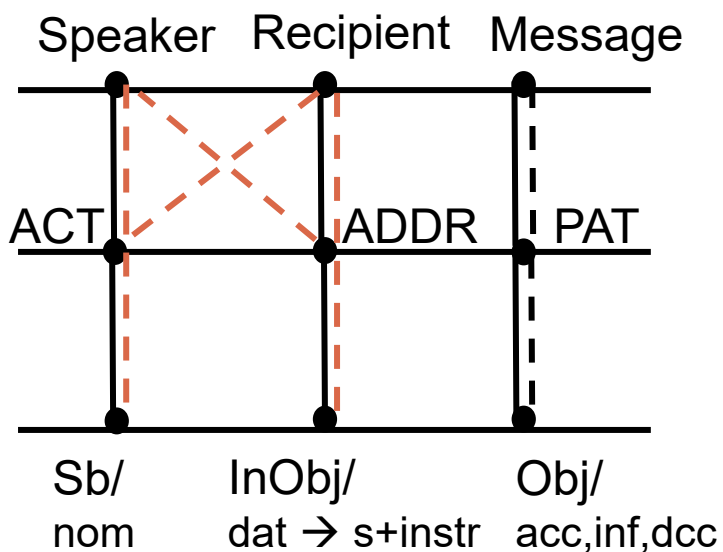 Speaker Recipient Message
ACT ADDR PAT
Sb/ InObj/ Obj/
nom dat → s+instr acc,inf,dcc